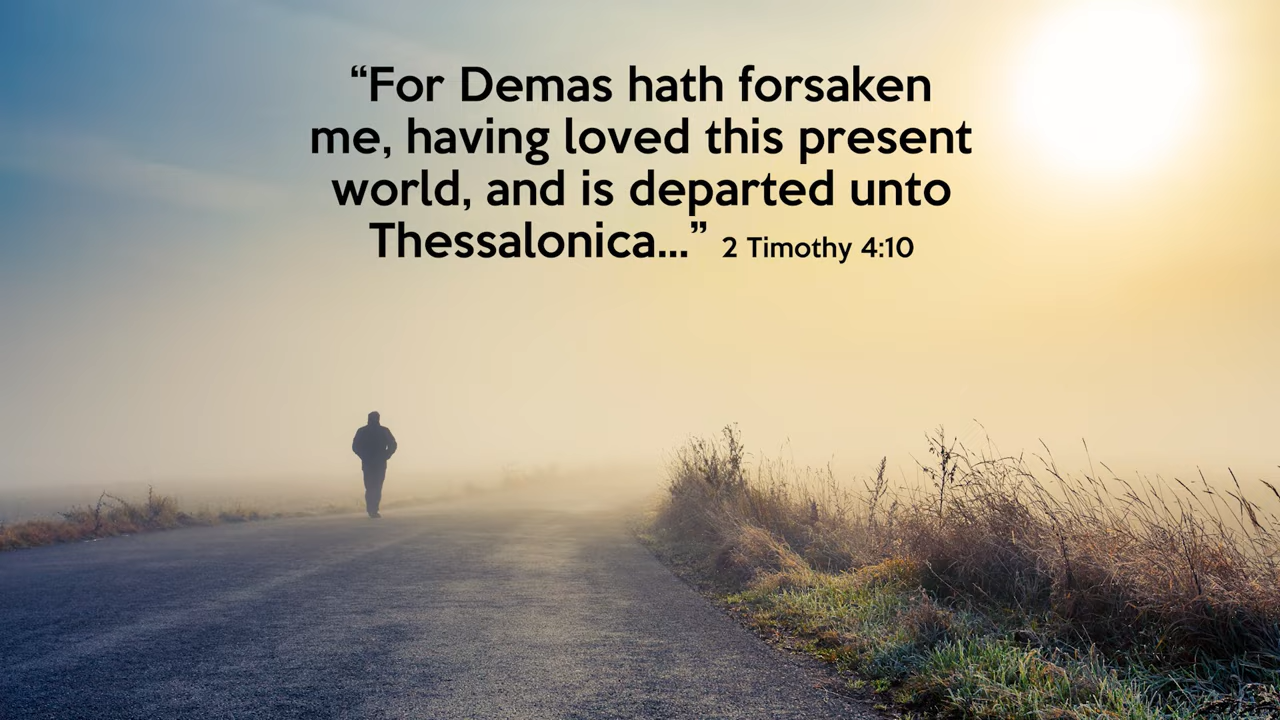 “For Demas hath forsaken
me, having loved this present
world, and is departed unto
Thessalonica...” 2 Timothy 4:10